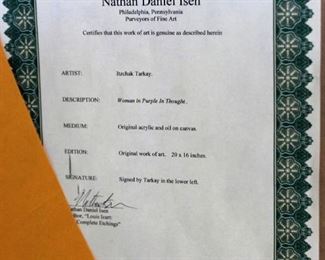 Nathan Daniel Isen
Philadelphia, Pennsylvania
Purveyors of Fine Art
Certifies that this work of art is genuine as described herein
ARTIST: Itzchak Tarkay.
DESCRIPTION: Woman in Purple In Thought.
MEDIUM: Original acrylic and oil on canvas.
EDITION: Original work of art. 20 x 16 inches.
SIGNATURE: Signed by Tarkay in the lower left.
Nathan Daniel Isen
"Louis Icart:
Complete Etchings"